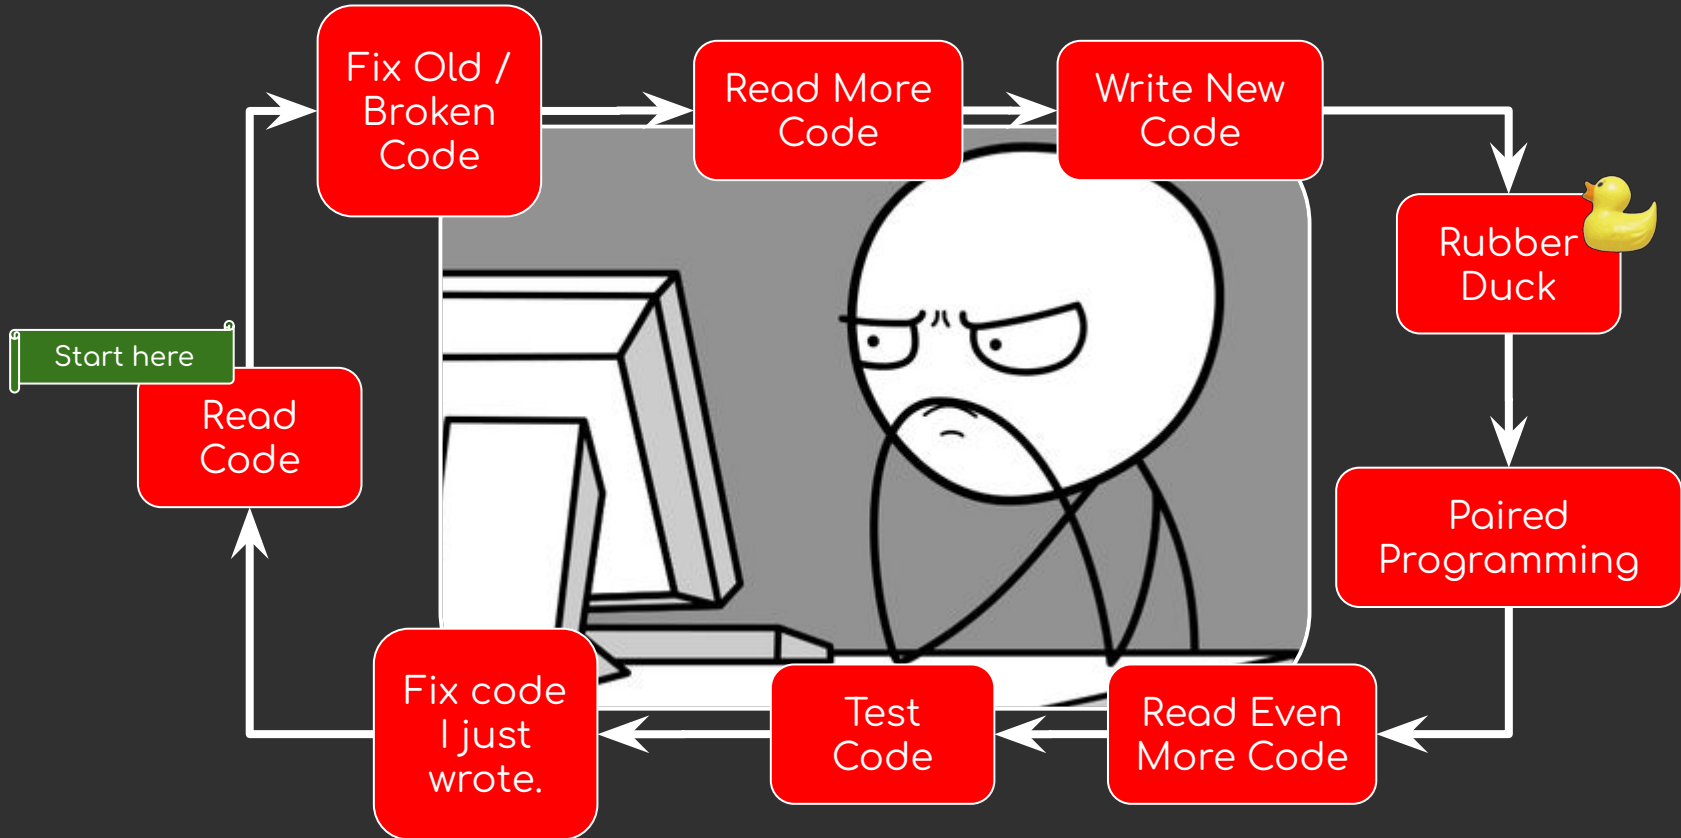 Start here
Read
Code
Fix Old /
Broken
Code
Read More
Code
Write New
Code
Rubber
Duck
Paired
Programming
Read Even
More Code
Test
Code
Fix code
I just
wrote.